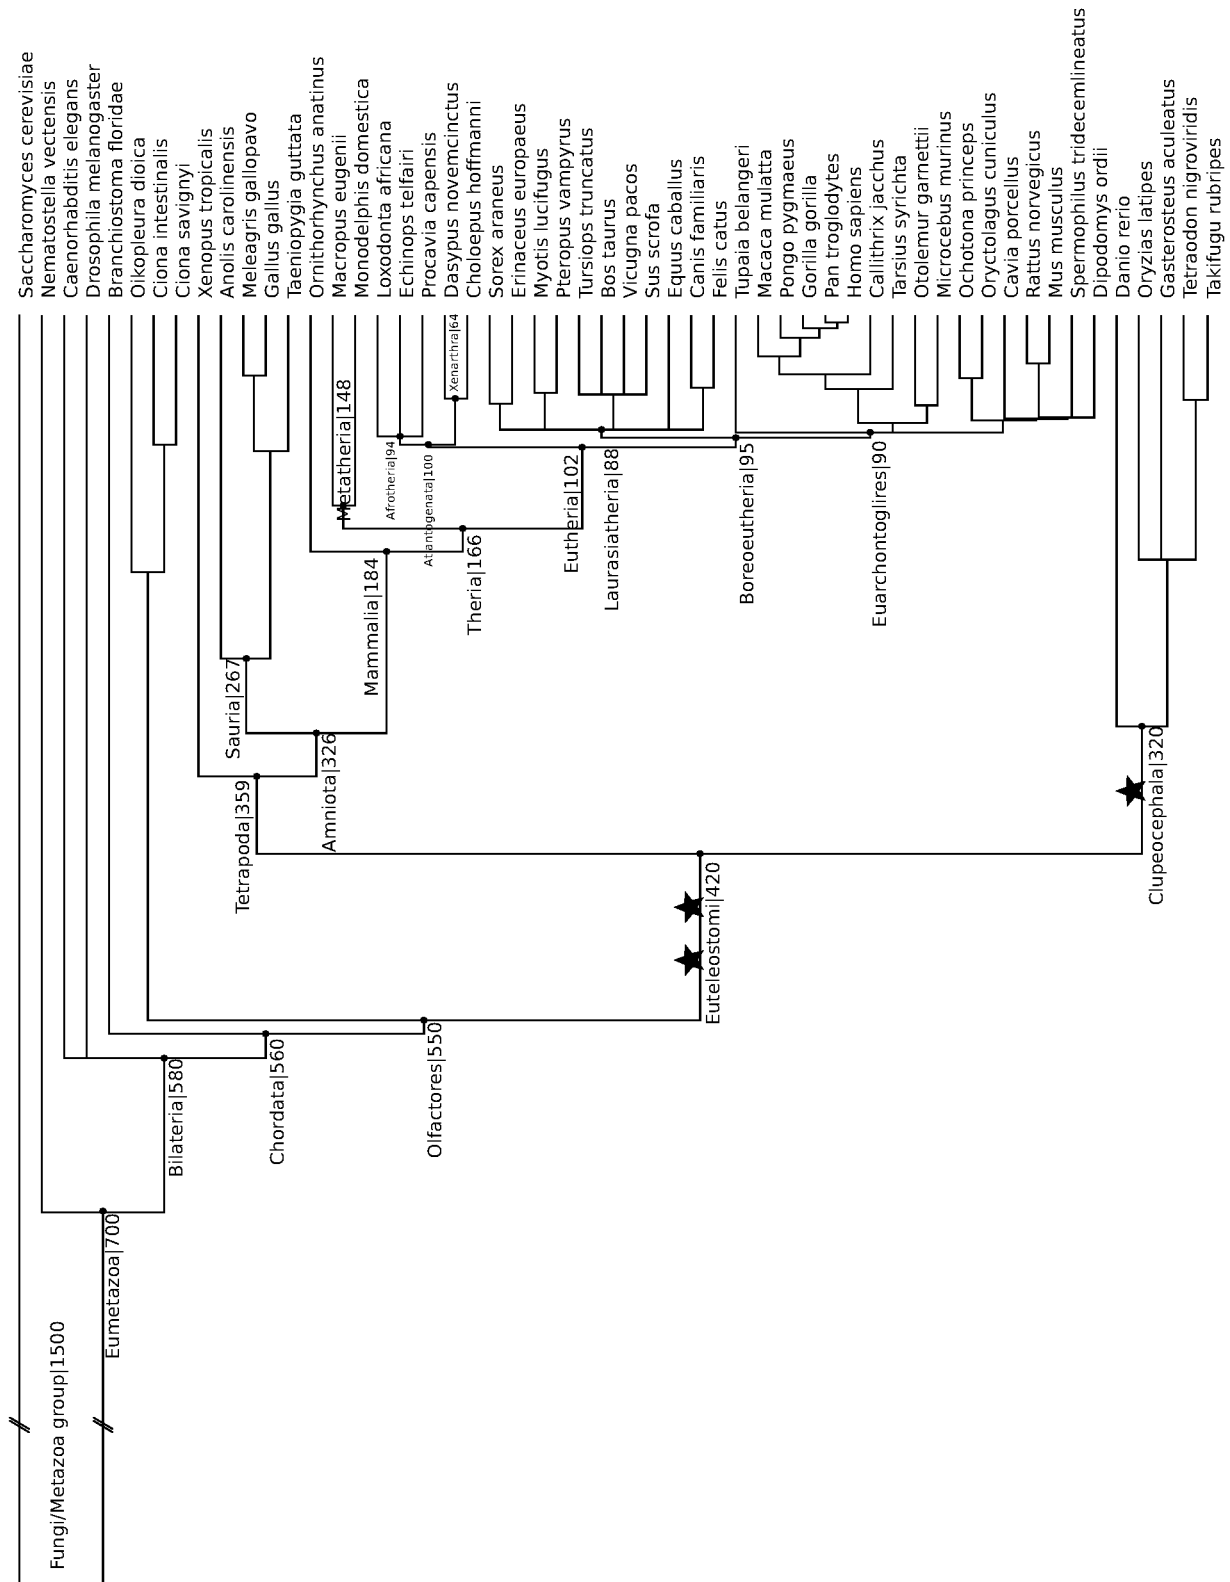 Saccharomyces cerevisiae
Nematostella vectensis
Caenorhabditis elegans
Drosophila melanogaster
Branchiostoma floridae
Oikopleura dioica
Ciona intestinalis
Ciona savignyi
Xenopus tropicalis
Anolis carolinensis
Meleagris gallopavo
Gallus gallus
Taeniopygia guttata
Ornithorhynchus anatinus
Macropus eugenii
Monodelphis domestica
Loxodonta africana
Echinops telfairi
Procavia capensis
Dasypus novemcinctus
Choloepus hoffmanni
Sorex araneus
Erinaceus europaeus
Myotis lucifugus
Pteropus vampyrus
Tursiops truncatus
Bos taurus
Vicugna pacos
Sus scrofa
Equus caballus
Canis familiaris
Felis catus
Tupaia belangeri
Macaca mulatta
Pongo pygmaeus
Gorilla gorilla
Pan troglodytes
Homo sapiens
Callithrix jacchus
Tarsius syrichta
Otolemur garnettii
Microcebus murinus
Ochotona princeps
Oryctolagus cuniculus
Cavia porcellus
Rattus norvegicus
Mus musculus
Spermophilus tridecemlineatus
Dipodomys ordii
Danio rerio
Oryzias latipes
Gasterosteus aculeatus
Tetraodon nigroviridis
Takifugu rubripes
Xenarthra|64
Metatheria|148
Afrotheria|94
Atlantogenata|100
Eutheria|102
Laurasiatheria|88
Boreoeutheria|95
Euarchontoglires|90
Theria|166
Mammalia|184
Sauria|267
Amniota|326
Tetrapoda|359
Clupeocephala|320
Euteleostomi|420
Olfactores|550
Chordata|560
Bilateria|580
Eumetazoa|700
Fungi/Metazoa group|1500